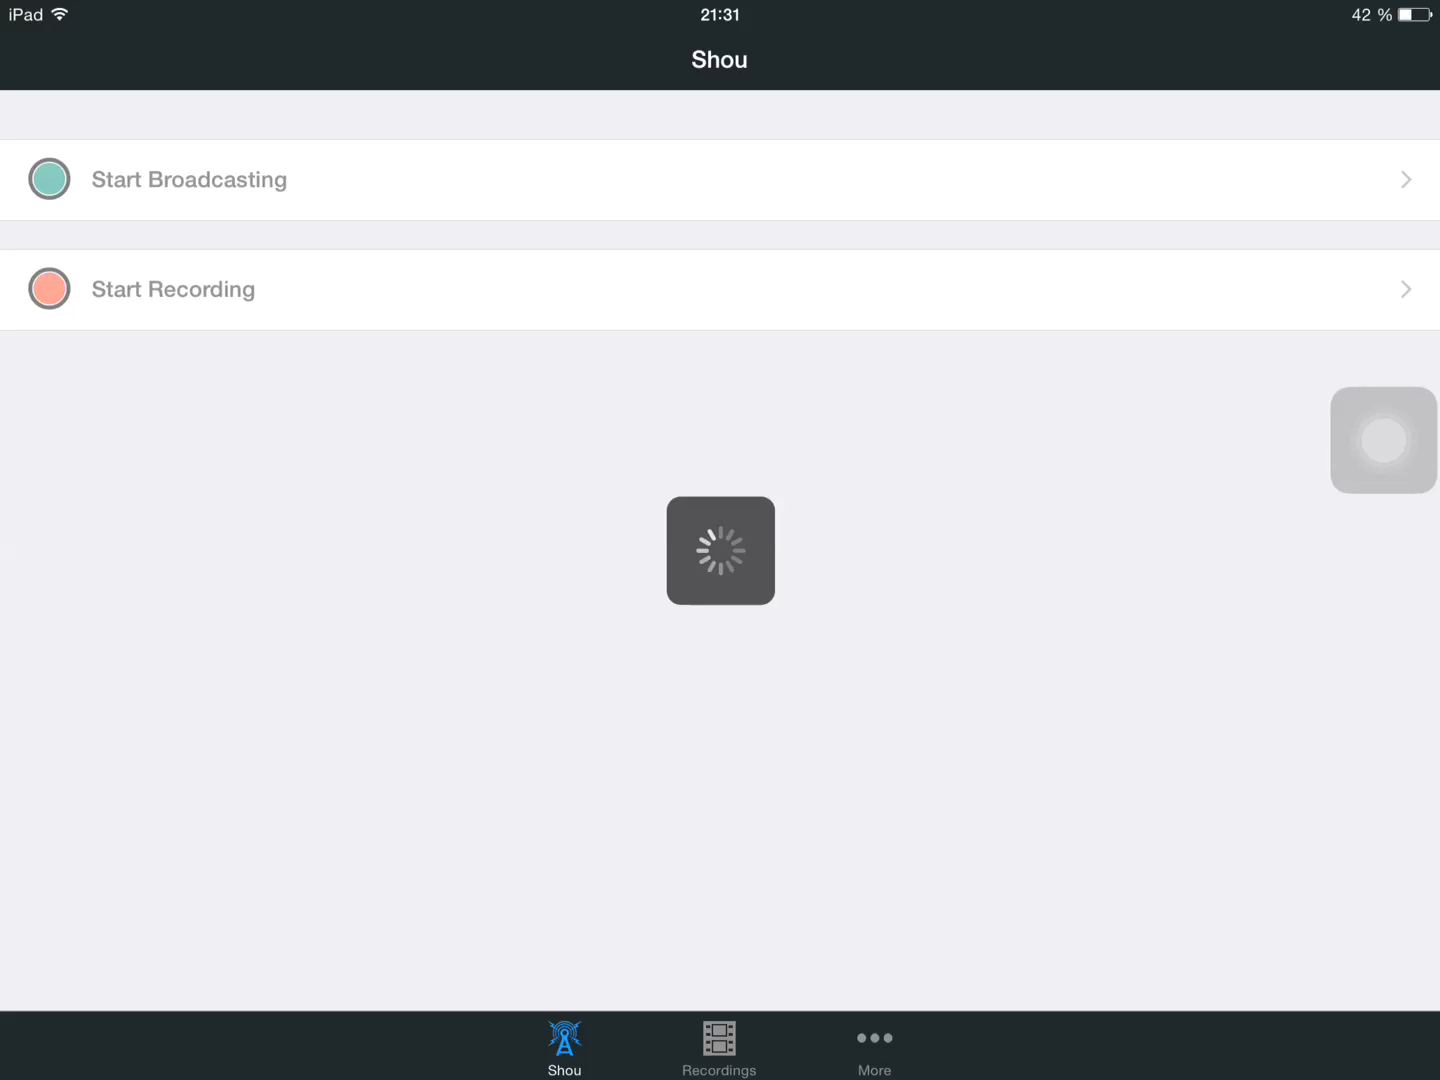 iPad 21:31 42 %
Shou
Start Broadcasting
Start Recording
Shou Recordings More